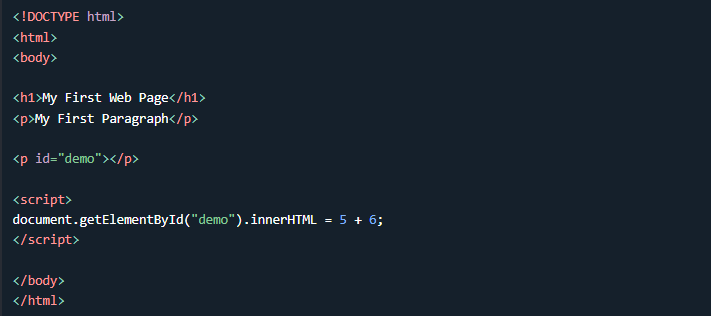 <!DOCTYPE html>
<html>
<body>
<h1>My First Web Page</h1>
<p>My First Paragraph</p>
<p id="demo"></p>
<script>
document.getElementById("demo").innerHTML = 5 + 6;
</script>
</body>
</html>